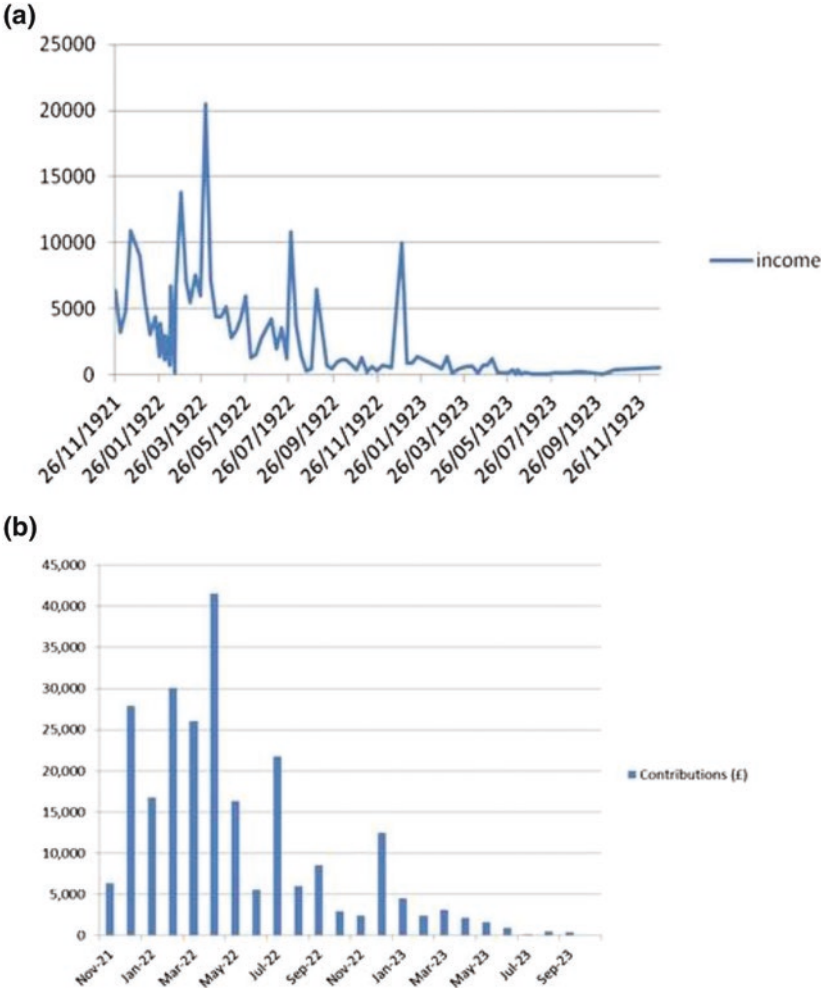 (a)
25000
20000
15000
10000
5000
0
income
26/11/1921
26/01/1922
26/03/1922
26/05/1922
26/07/1922
26/09/1922
26/11/1922
26/01/1923
26/03/1923
26/05/1923
26/07/1923
26/09/1923
26/11/1923
(b)
45,000
40,000
35,000
30,000
25,000
20,000
15,000
10,000
5,000
0
Contributions (£)
Nov-21
Jan-22
Mar-22
May-22
Jul-22
Sep-22
Nov-22
Jan-23
Mar-23
May-23
Jul-23
Sep-23